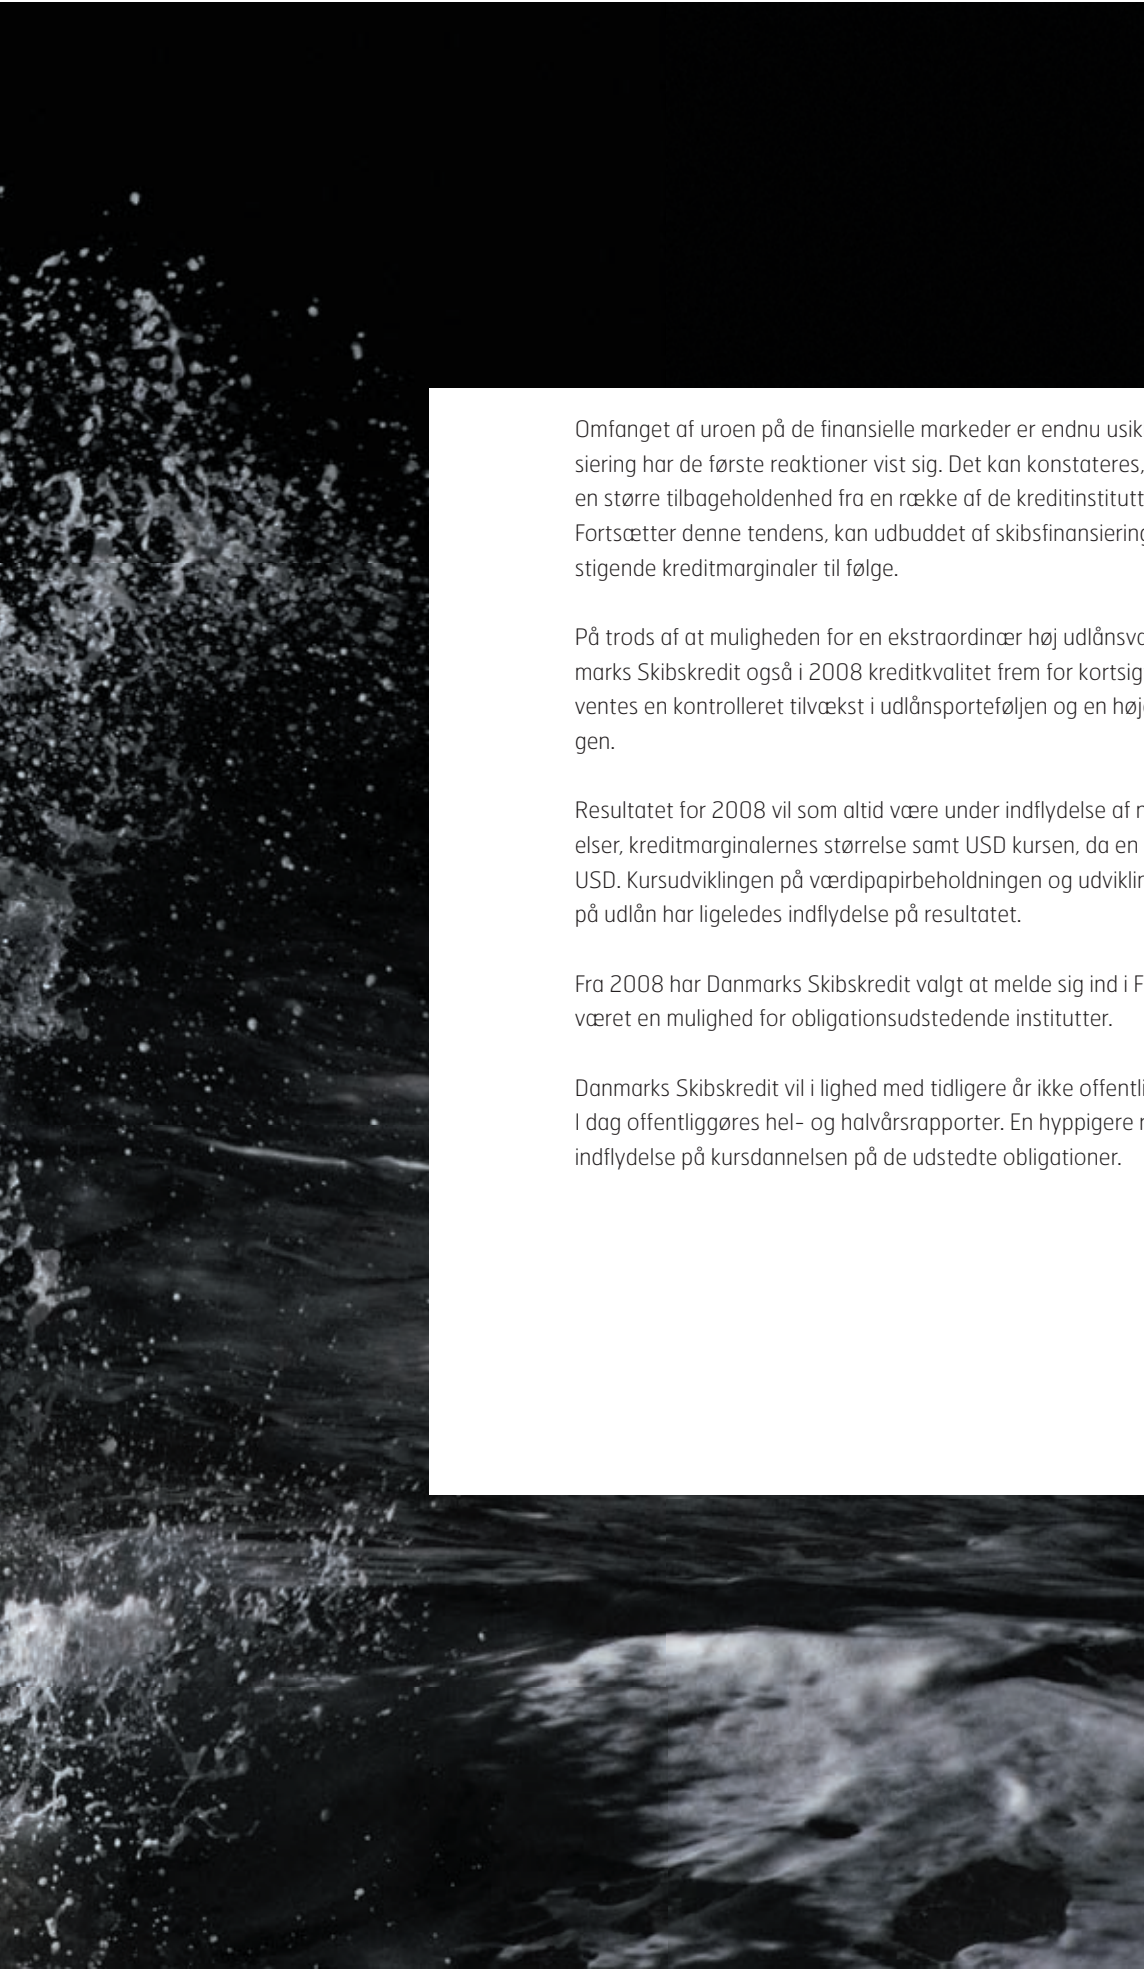 Omfanget af uroen på de finansielle markeder er endnu usik
siering har de første reaktioner vist sig. Det kan konstateres,
en større tilbageholdenhed fra en række af de kreditinstitutt
Fortsætter denne tendens, kan udbuddet af skibsfinansiering
stigende kreditmarginaler til følge.
På trods af at muligheden for en ekstraordinær høj udlånsva
marks Skibskredit også i 2008 kreditkvalitet frem for kortsig
ventes en kontrolleret tilvækst i udlånsporteføljen og en høj
gen.
Resultatet for 2008 vil som altid være under indflydelse af
elser, kreditmarginalernes størrelse samt USD kursen, da en
USD. Kursudviklingen på værdipapirbeholdningen og udviklin
på udlån har ligeledes indflydelse på resultatet.
Fra 2008 har Danmarks Skibskredit valgt at melde sig ind i F
været en mulighed for obligationsudstedende institutter.
Danmarks Skibskredit vil i lighed med tidligere år ikke offentli
I dag offentliggøres hel- og halvårsrapporter. En hyppigere
indflydelse på kursdannelsen på de udstedte obligationer.